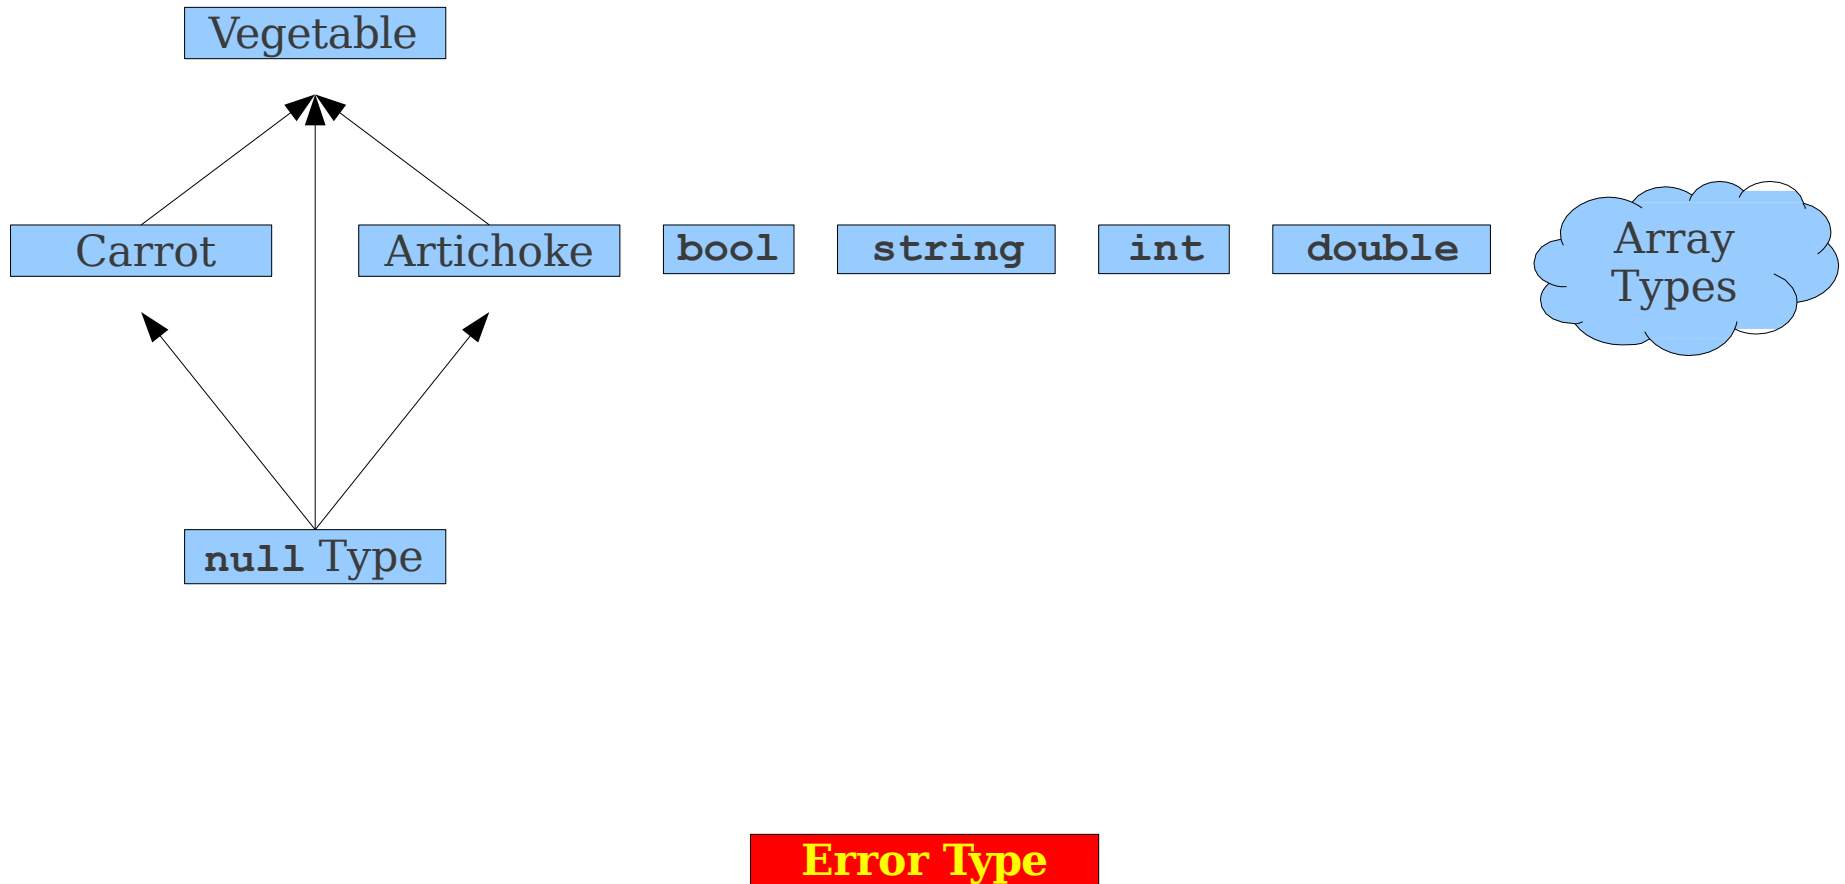 Vegetable
Carrot
Artichoke
bool
string
int
double
Array
Types
null Type
Error Type